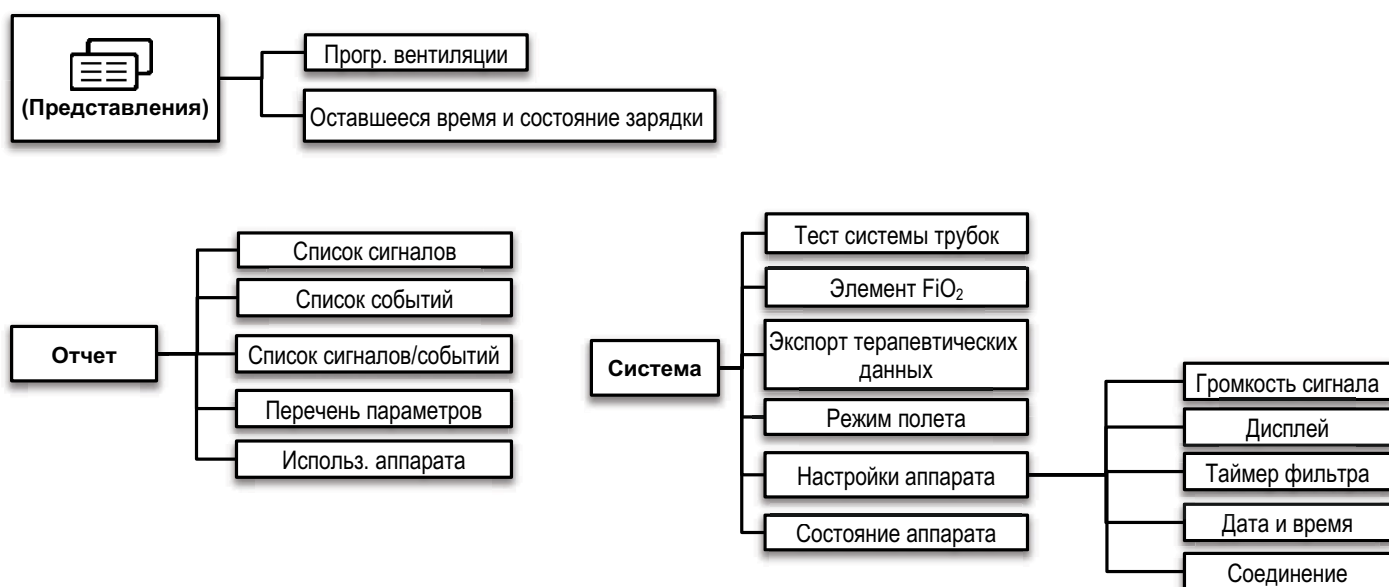 (Представления)
Прогр. вентиляции
Оставшееся время и состояние зарядки
Отчет
Список сигналов
Список событий
Список сигналов/событий
Перечень параметров
Использ. аппарата
Система
Тест системы трубок
Элемент FiO₂
Экспорт терапевтических
данных
Режим полета
Настройки аппарата
Состояние аппарата
Громкость сигнала
Дисплей
Таймер фильтра
Дата и время
Соединение